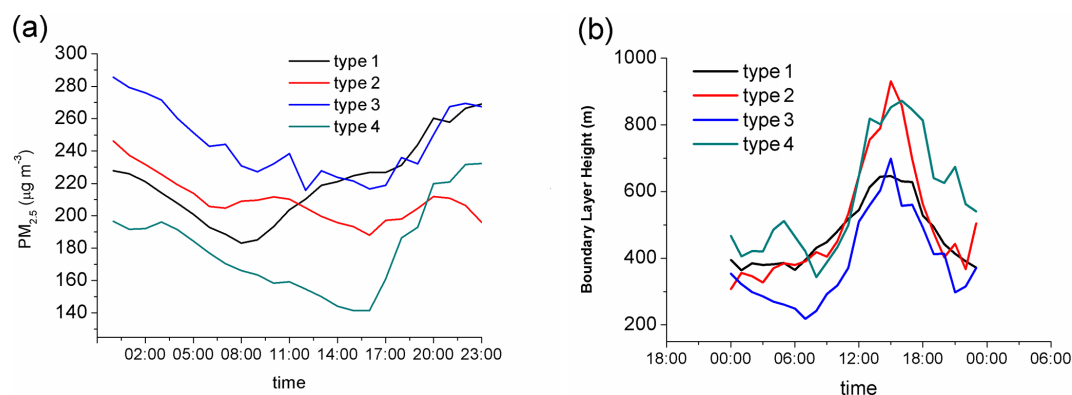 (a)
300
280
260
240
220
200
180
160
140
PM2.5 (μg m-3)
type 1
type 2
type 3
type 4
02:00 05:00 08:00 11:00 14:00 17:00 20:00 23:00
time
(b)
1000
800
600
400
200
Boundary Layer Height (m)
type 1
type 2
type 3
type 4
18:00 00:00 06:00 12:00 18:00 00:00 06:00
time